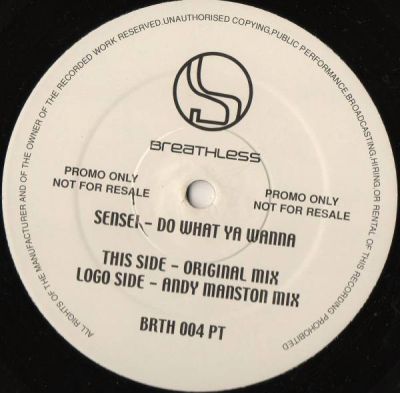 ALL RIGHTS OF THE MANUFACTURER AND OF THE OWNER OF THE RECORDED WORK RESERVED.UNAUTHORISED COPYING,PUBLIC PERFORMANCE,BROADCASTING,HIRING OR RENTAL OF THIS RECORDING PROHIBITED
BREATHLESS
PROMO ONLY
NOT FOR RESALE
PROMO ONLY
NOT FOR RESALE
SENSEI – DO WHAT YA WANNA
THIS SIDE – ORIGINAL MIX
LOGO SIDE – ANDY MANSTON MIX
BRTH 004 PT